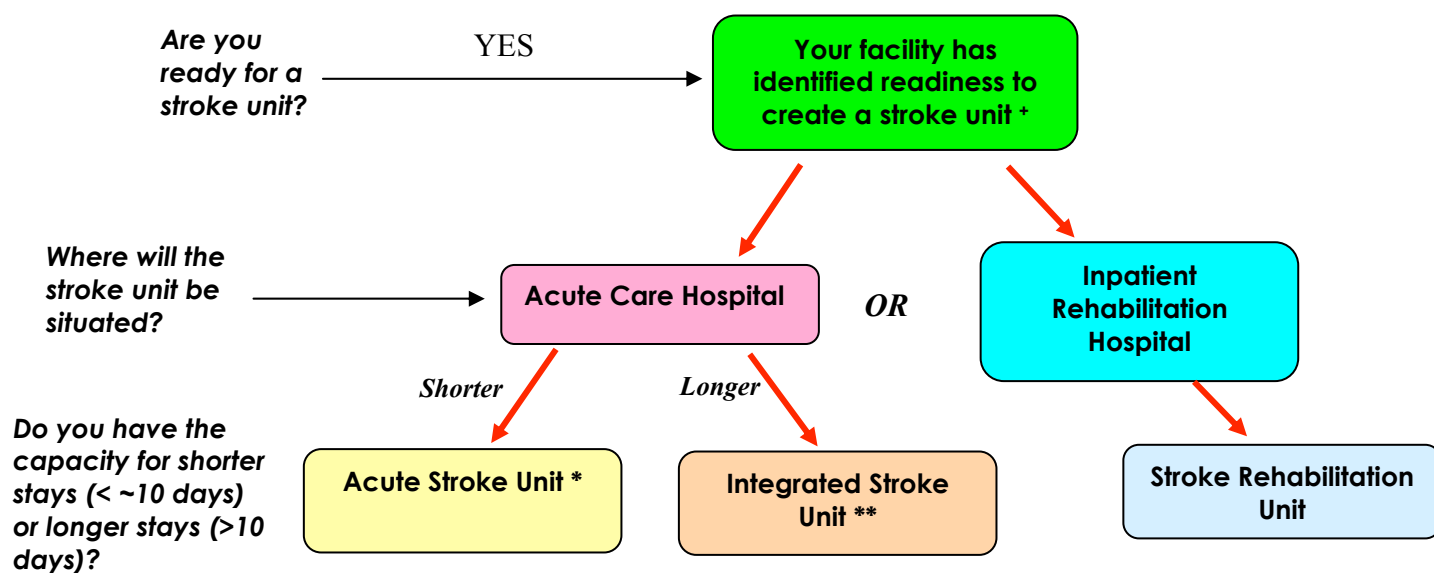 Are you
ready for a
stroke unit?
YES
Your facility has
identified readiness to
create a stroke unit +
Where will the
stroke unit be
situated?
Acute Care Hospital
OR
Inpatient
Rehabilitation
Hospital
Shorter
Longer
Do you have the
capacity for shorter
stays (< ~10 days)
or longer stays (>10
days)?
Acute Stroke Unit *
Integrated Stroke
Unit **
Stroke Rehabilitation
Unit